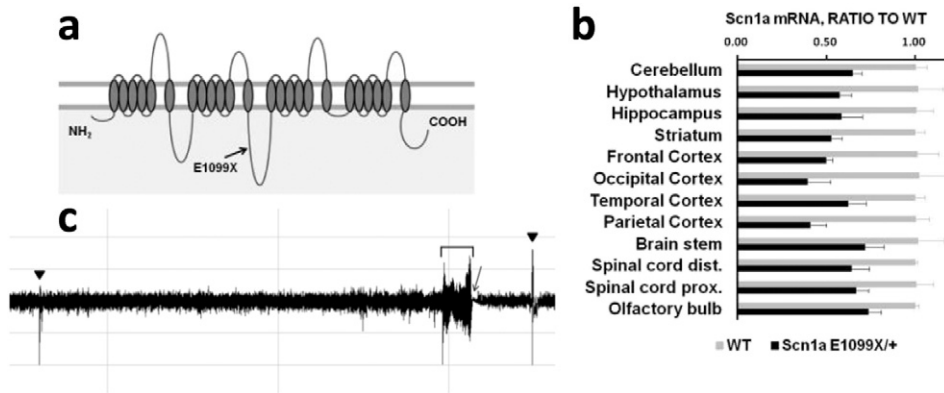 a
NH₂
E1099X
COOH
b
Scn1a mRNA, RATIO TO WT
0.00 0.50 1.00
Cerebellum
Hypothalamus
Hippocampus
Striatum
Frontal Cortex
Occipital Cortex
Temporal Cortex
Parietal Cortex
Brain stem
Spinal cord dist.
Spinal cord prox.
Olfactory bulb
WT Scn1a E1099X/+
c